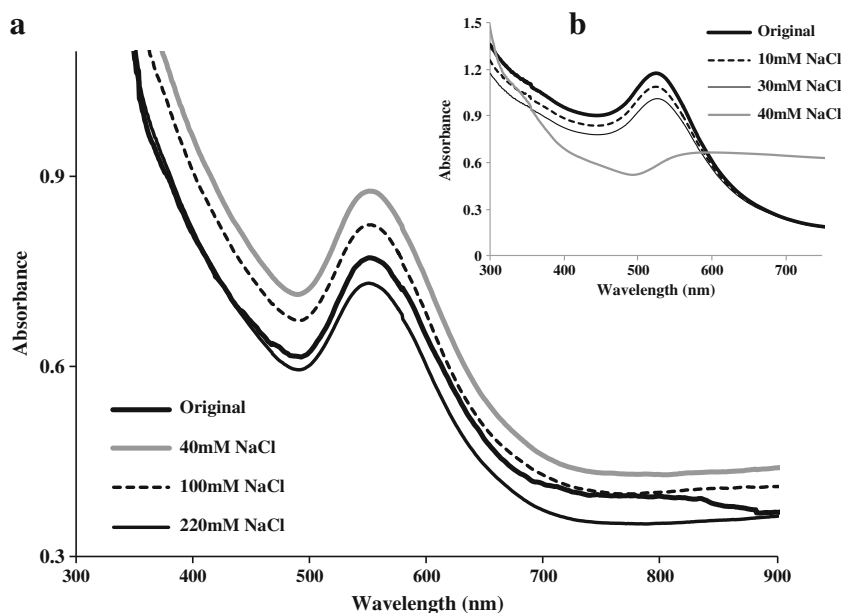 a
b
1.5
1.2
0.9
0.6
0.3
0
Absorbance
300
400
500
600
700
Wavelength (nm)
Original
10mM NaCl
30mM NaCl
40mM NaCl
0.9
0.6
0.3
Absorbance
Original
40mM NaCl
100mM NaCl
220mM NaCl
300
400
500
600
700
800
900
Wavelength (nm)